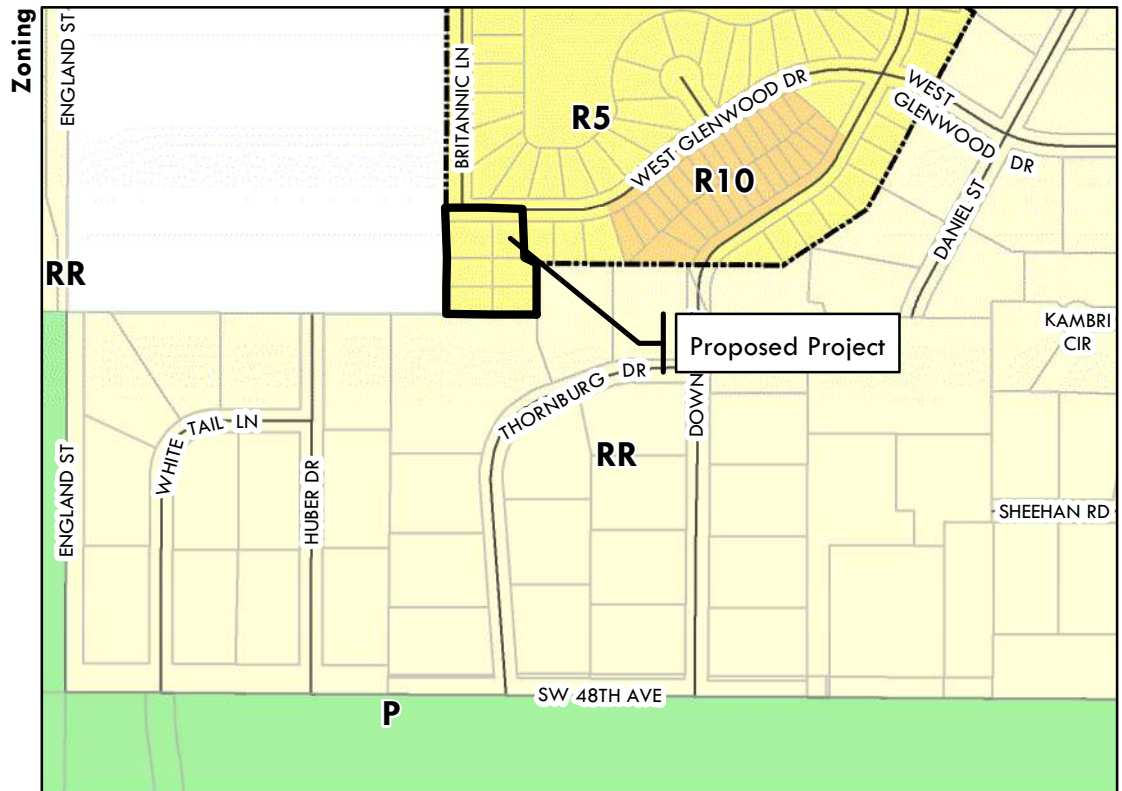 Zoning
ENGLAND ST
BRITANNIC LN
R5
WEST GLENWOOD DR
WEST
GLENWOOD DR
R10
DANIEL ST
RR
KAMBRI
CIR
Proposed Project
THORNBURG DR
DOWN
WHITE TAIL LN
HUBER DR
ENGLAND ST
RR
SHEEHAN RD
SW 48TH AVE
P